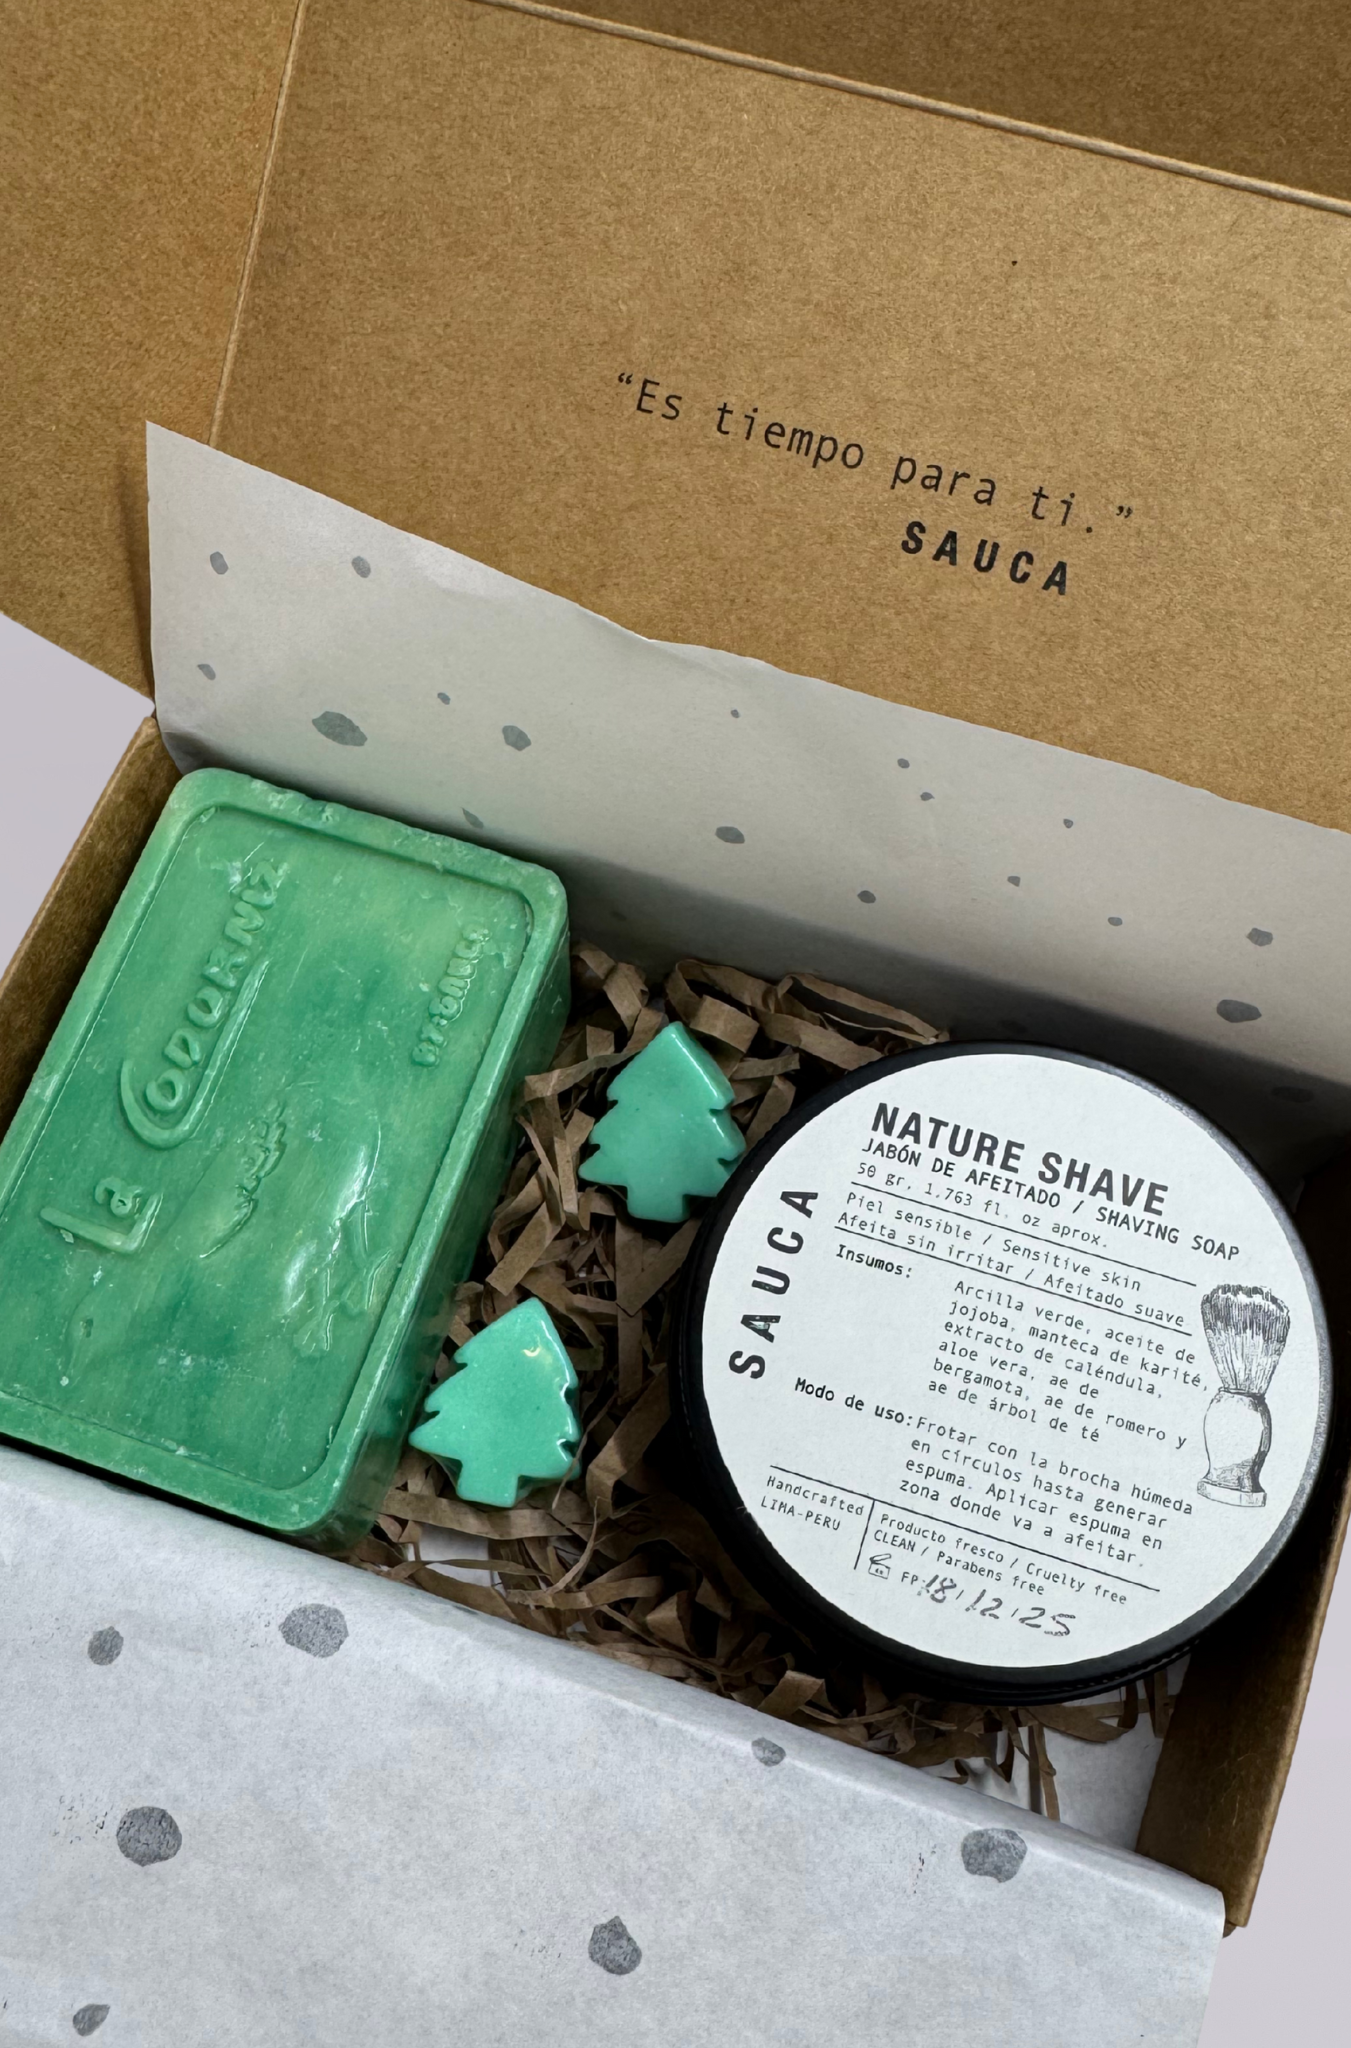 “Es tiempo para ti.”
SAUCA
La CODORNIZ
BY SAUCA
SAUCA
NATURE SHAVE
JABÓN DE AFEITADO / SHAVING SOAP
50 gr. 1.763 fl. oz aprox.
Piel sensible / Sensitive skin
Afeita sin irritar / Afeitado suave
Insumos:
Arcilla verde, aceite de
jojoba, manteca de karité,
extracto de caléndula,
aloe vera, ae de
bergamota, ae de romero y
ae de árbol de té
Modo de uso: Frotar con la brocha húmeda
en círculos hasta generar
espuma. Aplicar espuma en
zona donde va a afeitar.
Handcrafted
LIMA-PERU
Producto fresco / Cruelty free
CLEAN / Parabens free
FP: 18/12/25